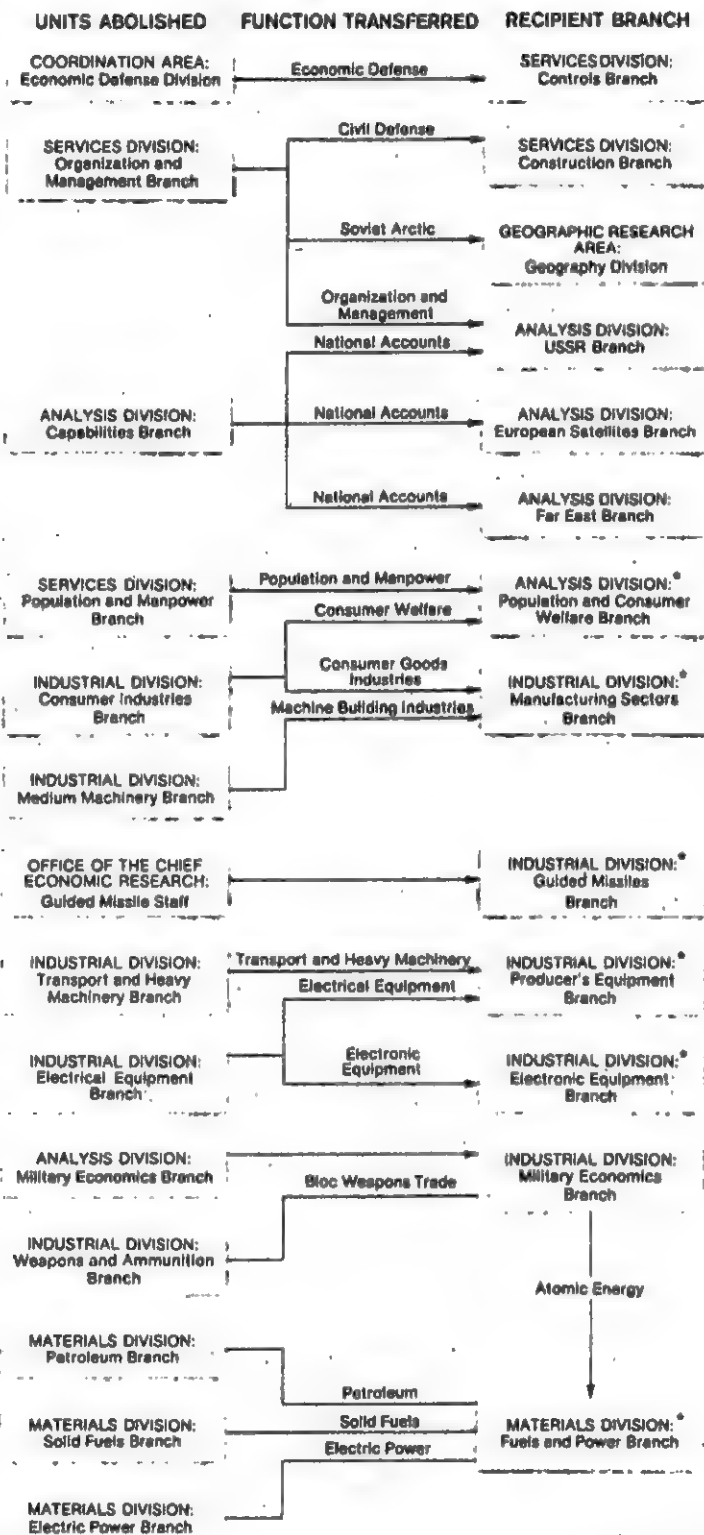 UNITS ABOLISHED FUNCTION TRANSFERRED RECIPIENT BRANCH
COORDINATION AREA:
Economic Defense Division
Economic Defense
SERVICES DIVISION:
Controls Branch
SERVICES DIVISION:
Organization and
Management Branch
Civil Defense
SERVICES DIVISION:
Construction Branch
Soviet Arctic
GEOGRAPHIC RESEARCH
AREA:
Geography Division
Organization and
Management
National Accounts
ANALYSIS DIVISION:
USSR Branch
ANALYSIS DIVISION:
Capabilities Branch
National Accounts
ANALYSIS DIVISION:
European Satellites Branch
National Accounts
ANALYSIS DIVISION:
Far East Branch
SERVICES DIVISION:
Population and Manpower
Branch
Population and Manpower
Consumer Welfare
ANALYSIS DIVISION:*
Population and Consumer
Welfare Branch
INDUSTRIAL DIVISION:
Consumer Industries
Branch
Consumer Goods
Industries
Machine Building Industries
INDUSTRIAL DIVISION:*
Manufacturing Sectors
Branch
INDUSTRIAL DIVISION:
Medium Machinery Branch
OFFICE OF THE CHIEF
ECONOMIC RESEARCH:
Guided Missile Staff
INDUSTRIAL DIVISION:*
Guided Missiles
Branch
INDUSTRIAL DIVISION:
Transport and Heavy
Machinery Branch
Transport and Heavy Machinery
Electrical Equipment
INDUSTRIAL DIVISION:*
Producer's Equipment
Branch
INDUSTRIAL DIVISION:
Electrical Equipment
Branch
Electronic
Equipment
INDUSTRIAL DIVISION:*
Electronic Equipment
Branch
ANALYSIS DIVISION:
Military Economics Branch
Bloc Weapons Trade
INDUSTRIAL DIVISION:
Military Economics
Branch
INDUSTRIAL DIVISION:
Weapons and Ammunition
Branch
Atomic Energy
MATERIALS DIVISION:
Petroleum Branch
Petroleum
MATERIALS DIVISION:
Solid Fuels Branch
Solid Fuels
Electric Power
MATERIALS DIVISION:*
Fuels and Power Branch
MATERIALS DIVISION:
Electric Power Branch